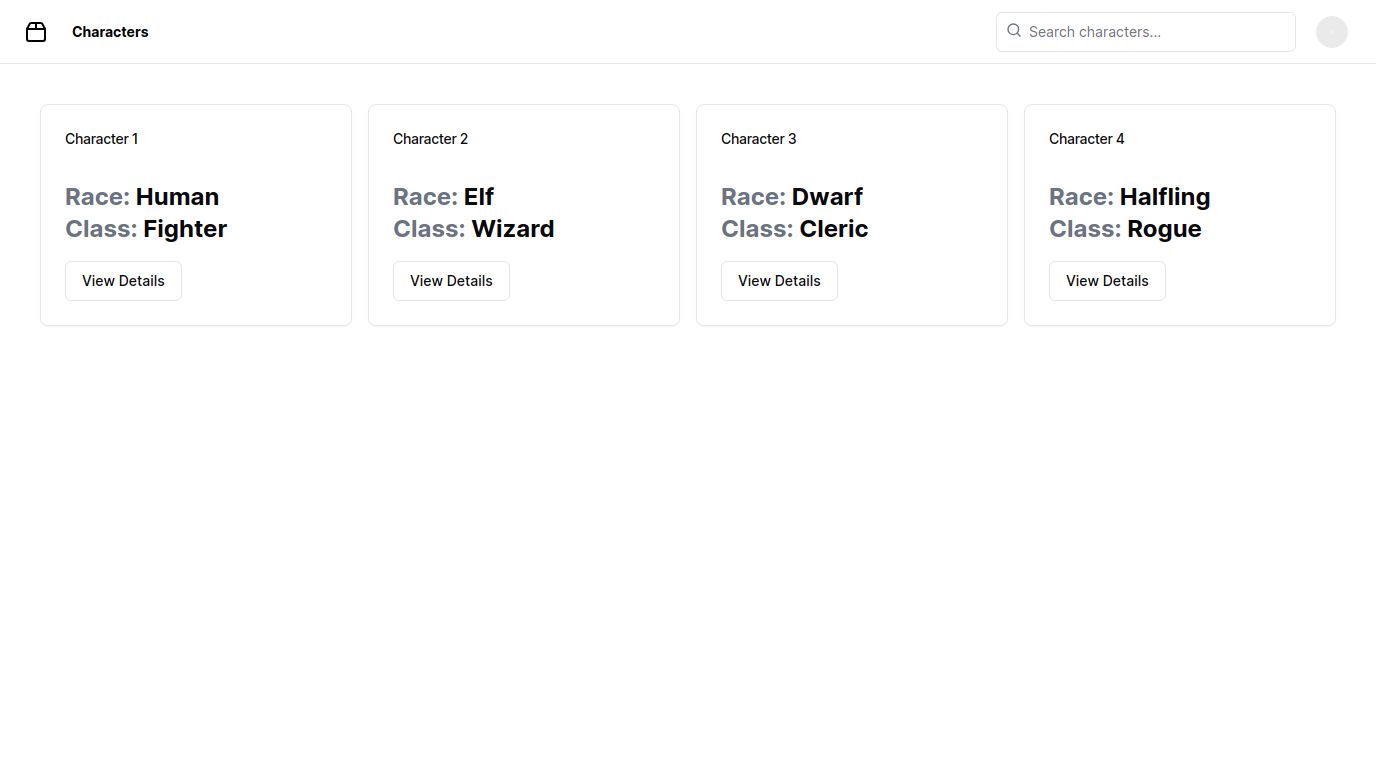 Characters
Search characters...
Character 1
Race: Human
Class: Fighter
View Details
Character 2
Race: Elf
Class: Wizard
View Details
Character 3
Race: Dwarf
Class: Cleric
View Details
Character 4
Race: Halfling
Class: Rogue
View Details